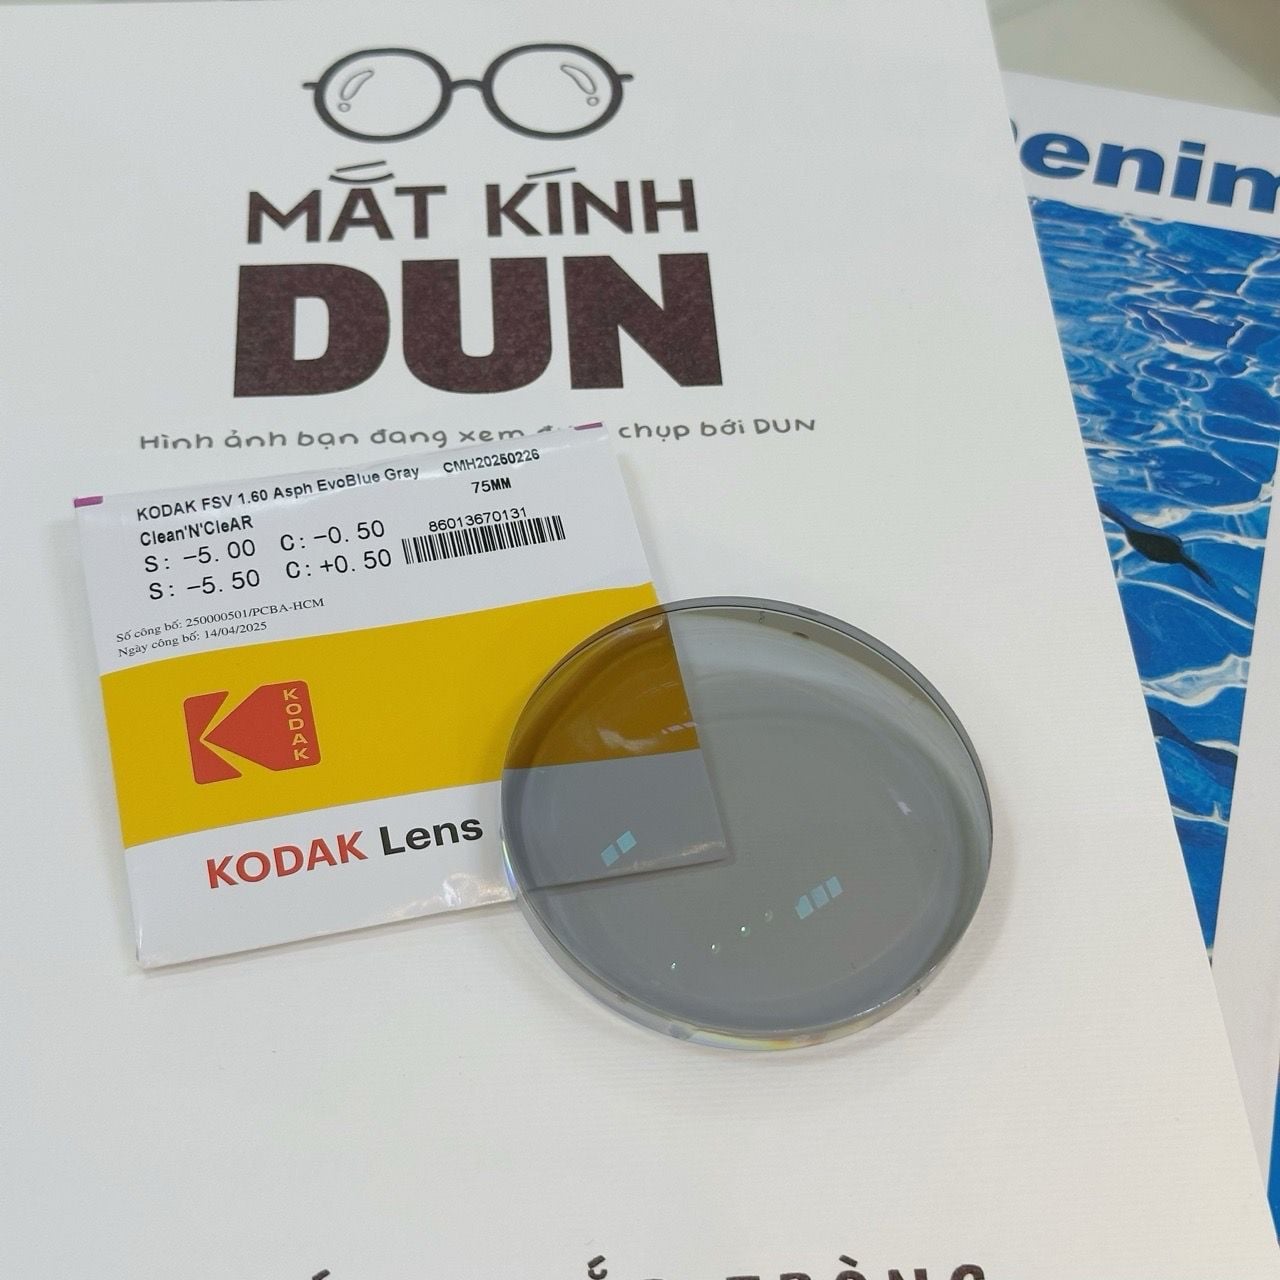 MẮT KÍNH
DUN
Hình ảnh bạn đang xem chụp bởi DUN
enim
KODAK FSV 1.60 Asph EvoBlue Gray CMH20260226
Clean'N'CleAR 75MM
S: -5.00 C: -0.50 86013670131
S: -5.50 C: +0.50
Số công bố: 250000501/PCBA-HCM
Ngày công bố: 14/04/2025
KODAK
KODAK Lens